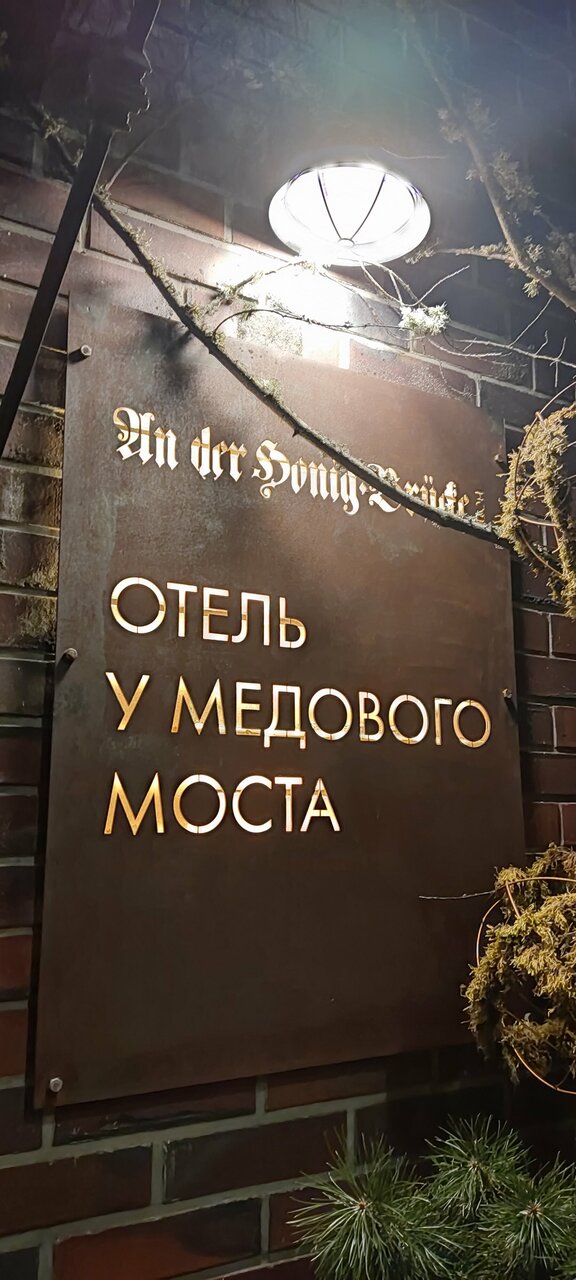 An der Honig-Brücke
ОТЕЛЬ
У МЕДОВОГО
МОСТА